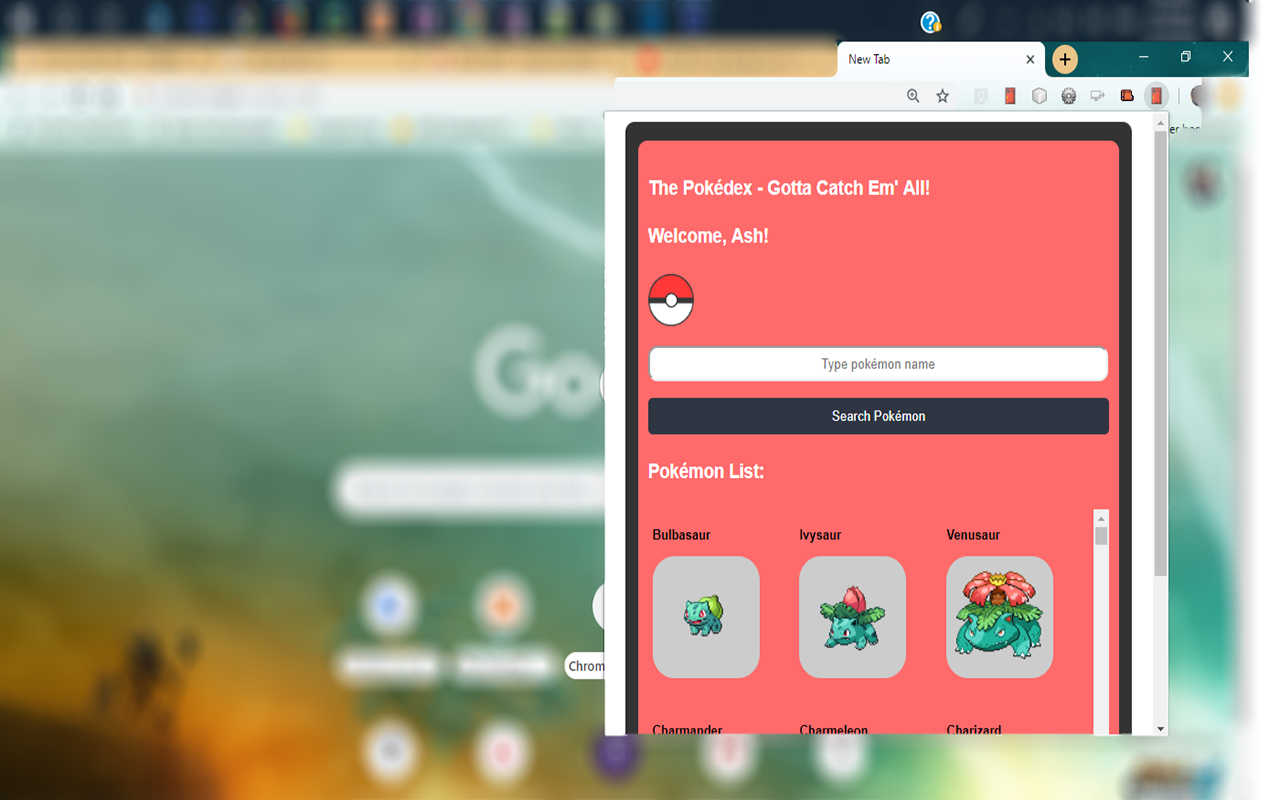 New Tab
The Pokédex - Gotta Catch Em' All!
Welcome, Ash!
Go
Type pokémon name
Search Pokémon
Pokémon List:
Bulbasaur Ivysaur Venusaur
Chrom
Charmander Charmeleon Charizard